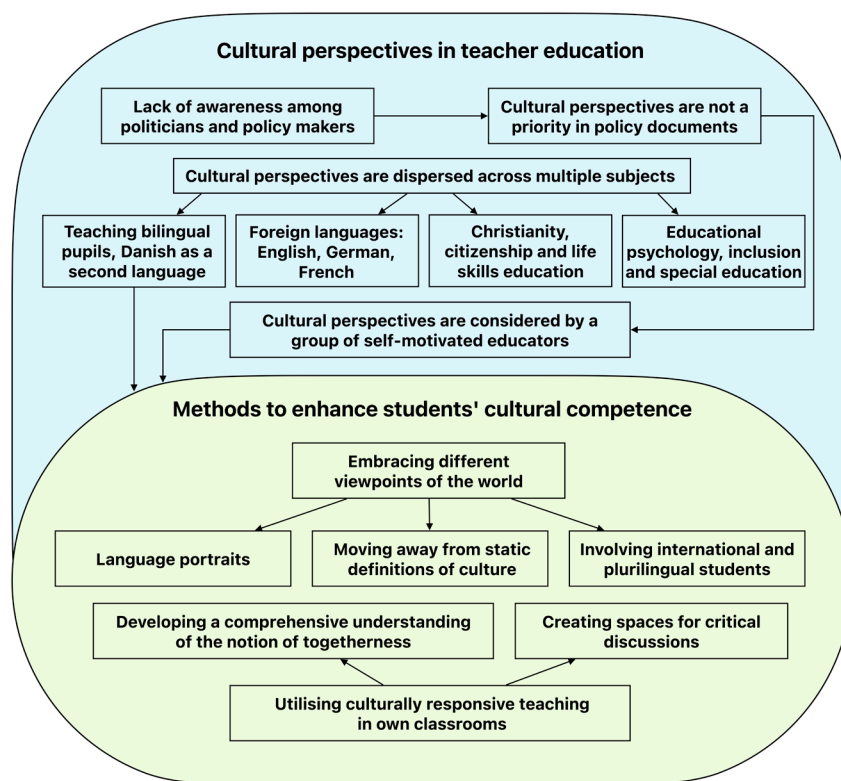 Cultural perspectives in teacher education
Lack of awareness among
politicians and policy makers
Cultural perspectives are not a
priority in policy documents
Cultural perspectives are dispersed across multiple subjects
Teaching bilingual
pupils, Danish as a
second language
Foreign languages:
English, German,
French
Christianity,
citizenship and life
skills education
Educational
psychology, inclusion
and special education
Cultural perspectives are considered by a
group of self-motivated educators
Methods to enhance students' cultural competence
Embracing different
viewpoints of the world
Language portraits
Moving away from static
definitions of culture
Involving international and
plurilingual students
Developing a comprehensive understanding
of the notion of togetherness
Creating spaces for critical
discussions
Utilising culturally responsive teaching
in own classrooms